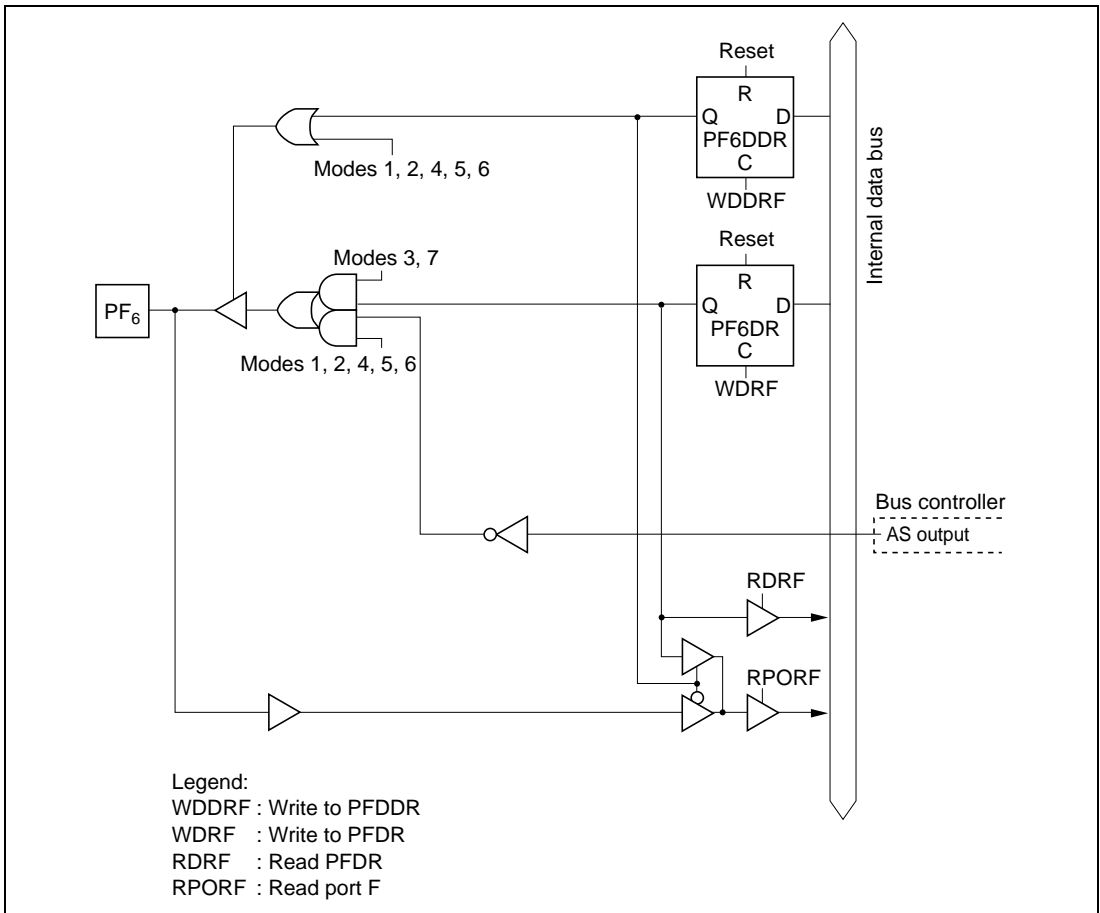 Reset
R
Q D
PF6DDR
C
WDDRF
Modes 1, 2, 4, 5, 6
Internal data bus
Modes 3, 7
Reset
R
Q D
PF6DR
C
WDRF
PF6
Modes 1, 2, 4, 5, 6
Bus controller
AS output
RDRF
RPORF
Legend:
WDDRF : Write to PFDDR
WDRF : Write to PFDR
RDRF : Read PFDR
RPORF : Read port F